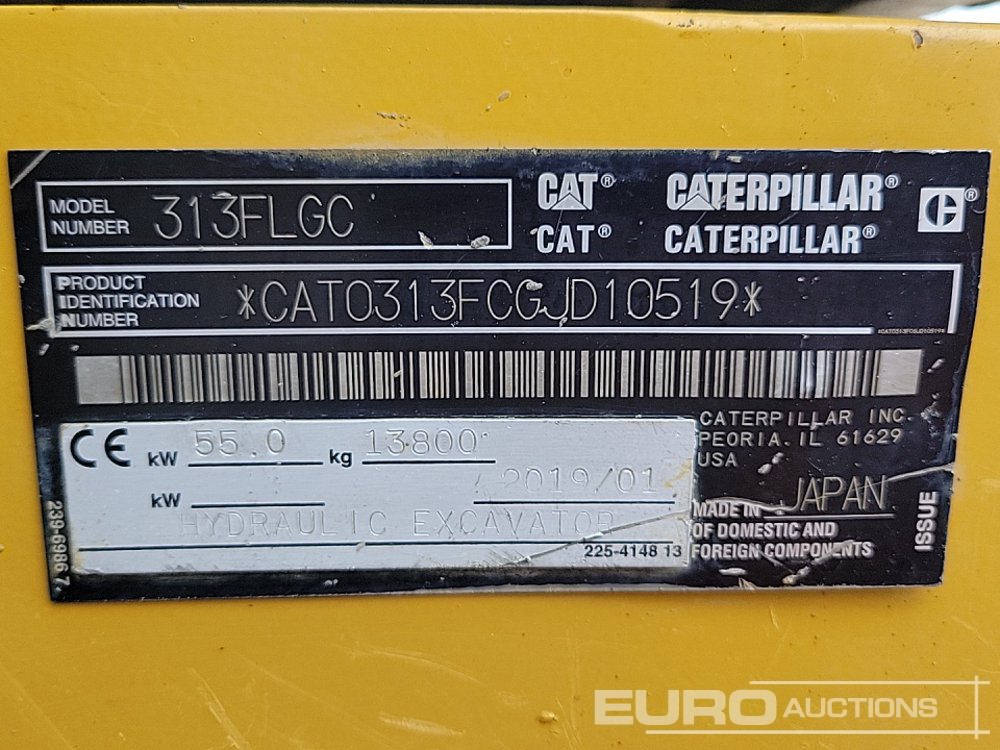 MODEL NUMBER 313FLGC
CAT® CATERPILLAR®
CAT® CATERPILLAR®
PRODUCT IDENTIFICATION NUMBER *CAT0313FCGJD10519*
*CAT0313FCGJD10519*
CE kW 55.0 kg 13800
kW 2019/01
HYDRAULIC EXCAVATOR
225-4148 13
239-6986 7
CATERPILLAR INC.
PEORIA. IL 61629
USA
MADE IN JAPAN
OF DOMESTIC AND
FOREIGN COMPONENTS
ISSUE
EURO AUCTIONS